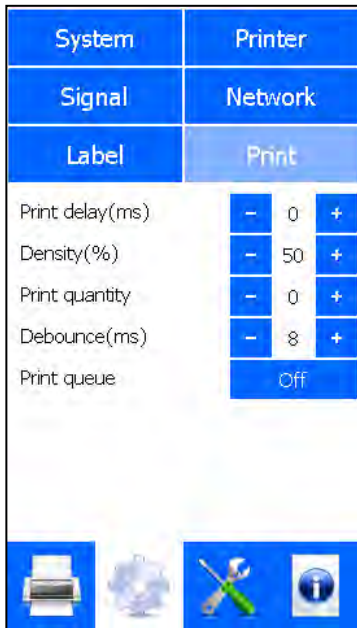 System Printer
Signal Network
Label Print
Print delay(ms) - 0 +
Density(%) - 50 +
Print quantity - 0 +
Debounce(ms) - 8 +
Print queue Off
i